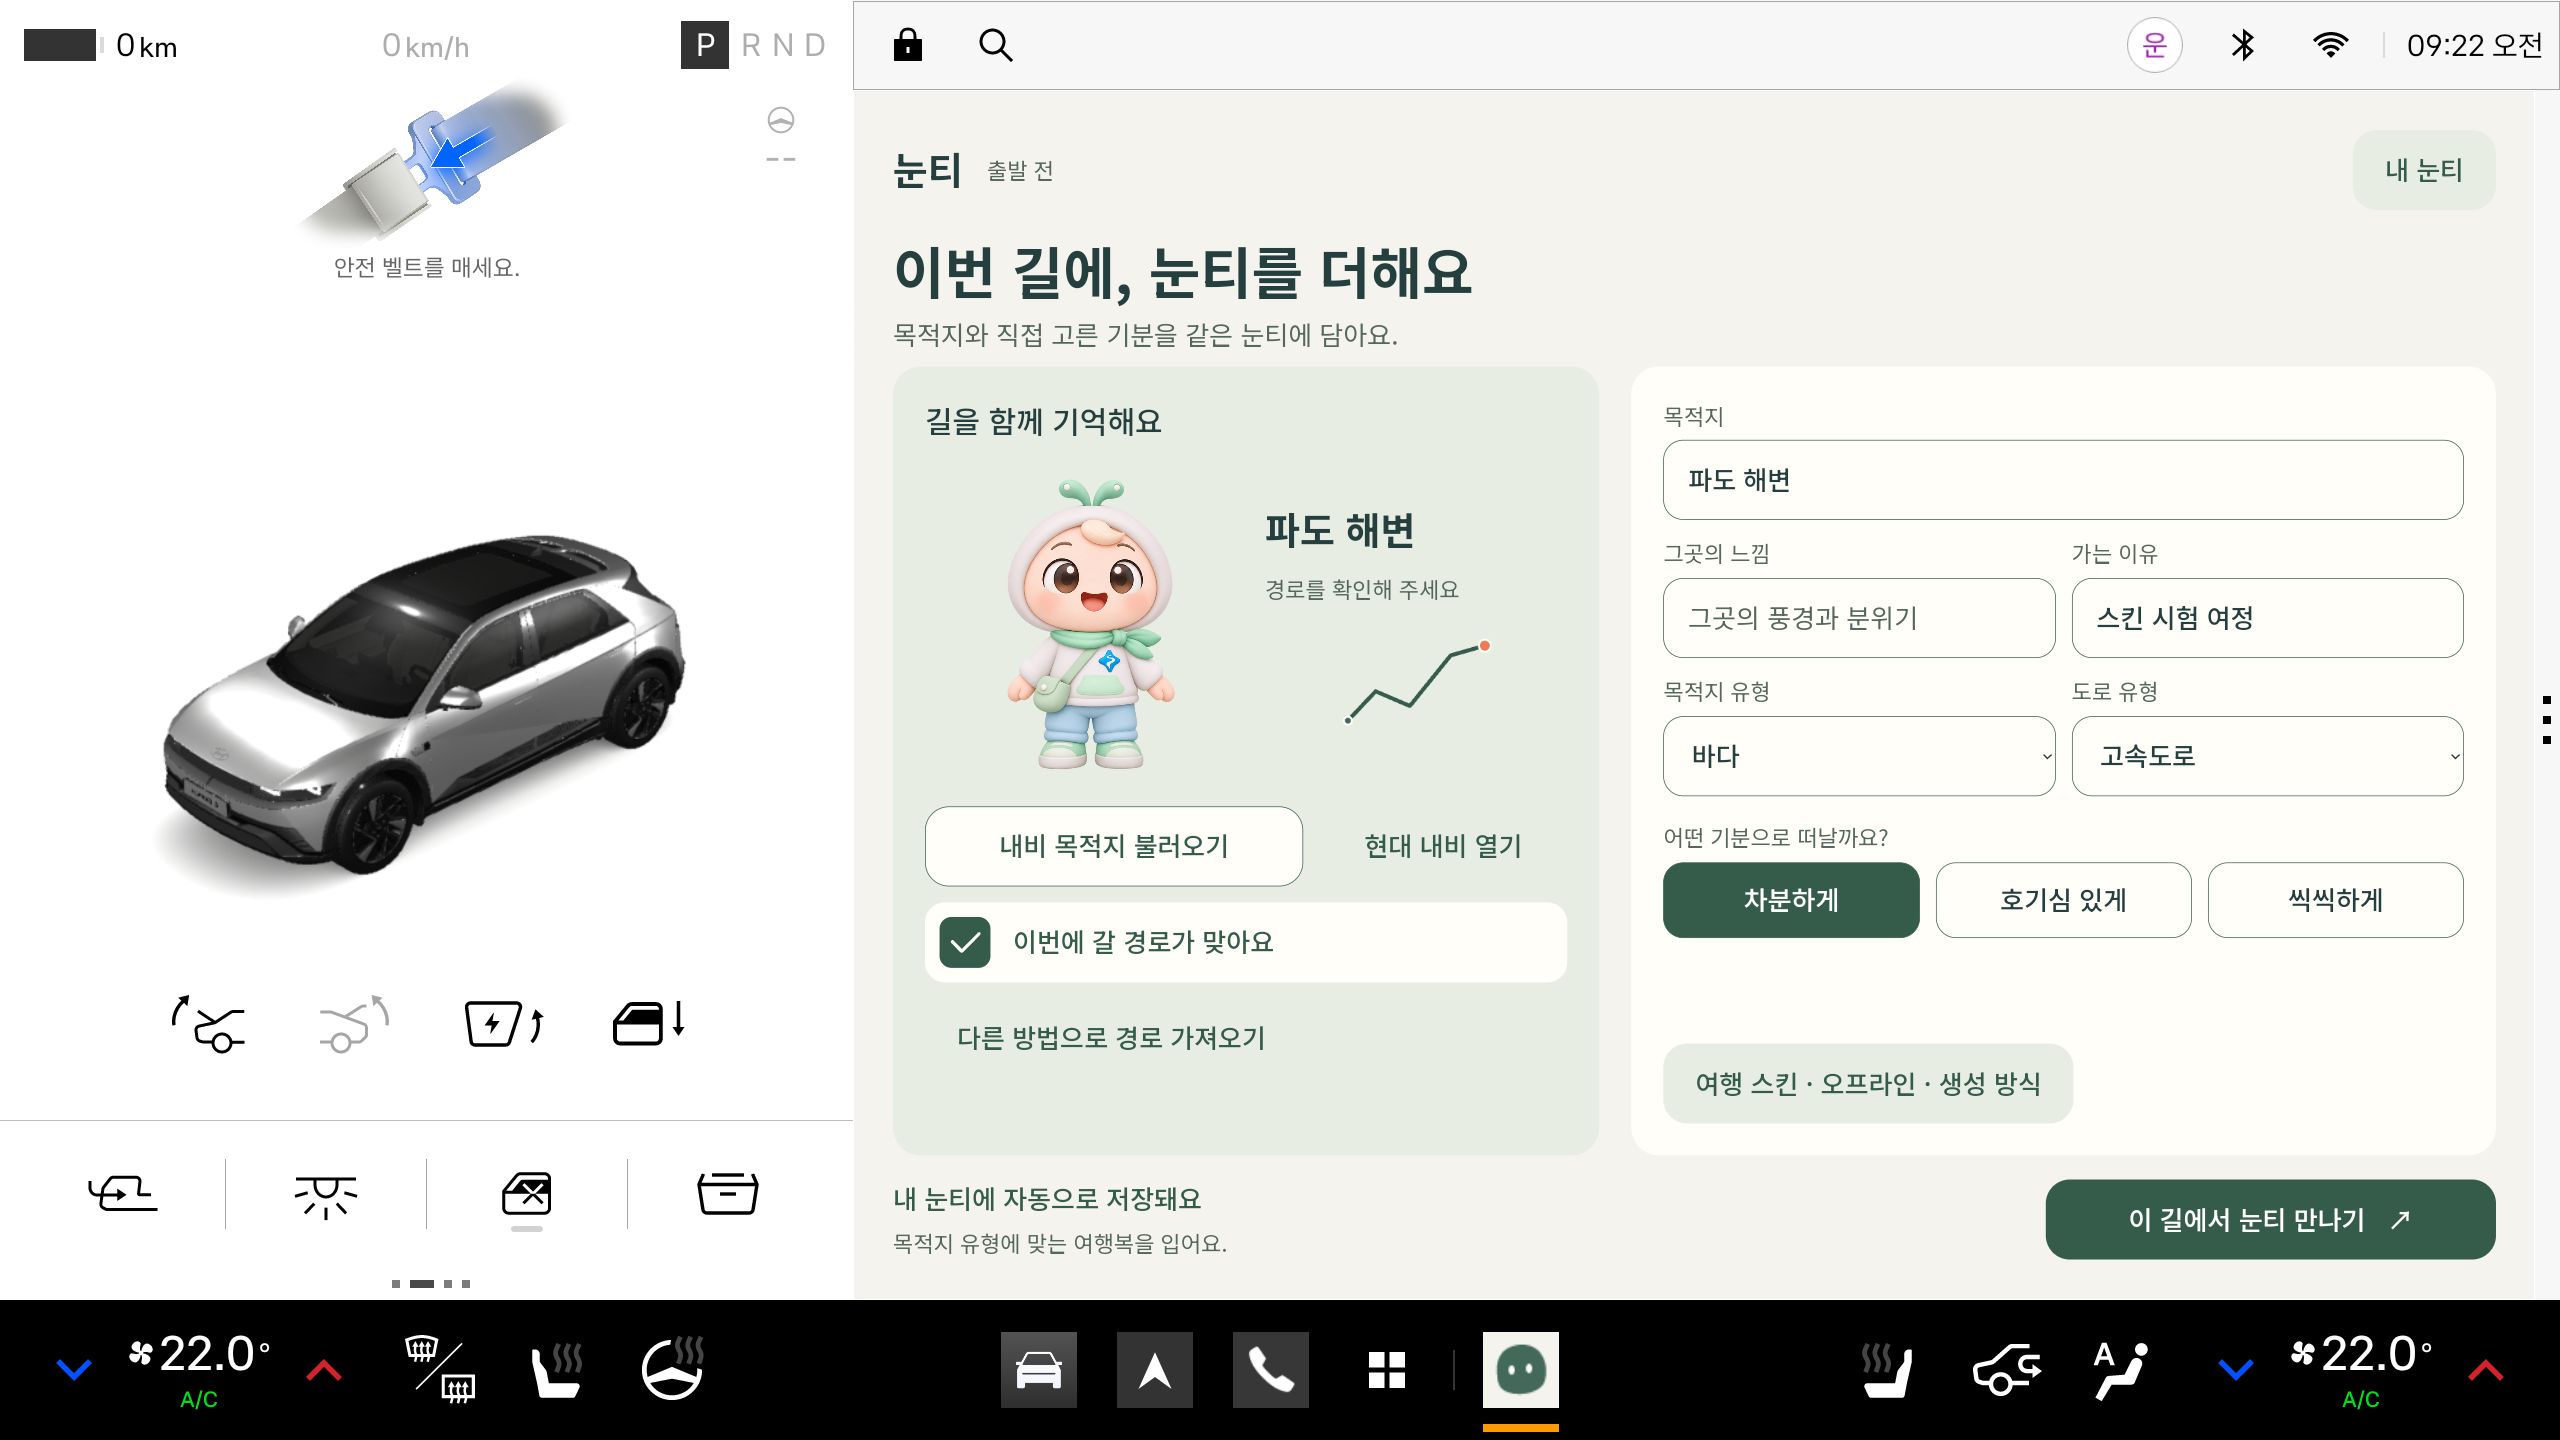 0 km
0 km/h
P R N D
운
09:22 오전
안전 벨트를 매세요.
눈티
출발 전
내 눈티
이번 길에, 눈티를 더해요
목적지와 직접 고른 기분을 같은 눈티에 담아요.
길을 함께 기억해요
파도 해변
경로를 확인해 주세요
내비 목적지 불러오기
현대 내비 열기
이번에 갈 경로가 맞아요
다른 방법으로 경로 가져오기
목적지
파도 해변
그곳의 느낌
가는 이유
그곳의 풍경과 분위기
스킨 시험 여정
목적지 유형
도로 유형
바다
고속도로
어떤 기분으로 떠날까요?
차분하게
호기심 있게
씩씩하게
여행 스킨 · 오프라인 · 생성 방식
내 눈티에 자동으로 저장돼요
목적지 유형에 맞는 여행복을 입어요.
이 길에서 눈티 만나기 ↗
22.0°
A/C
A
22.0°
A/C